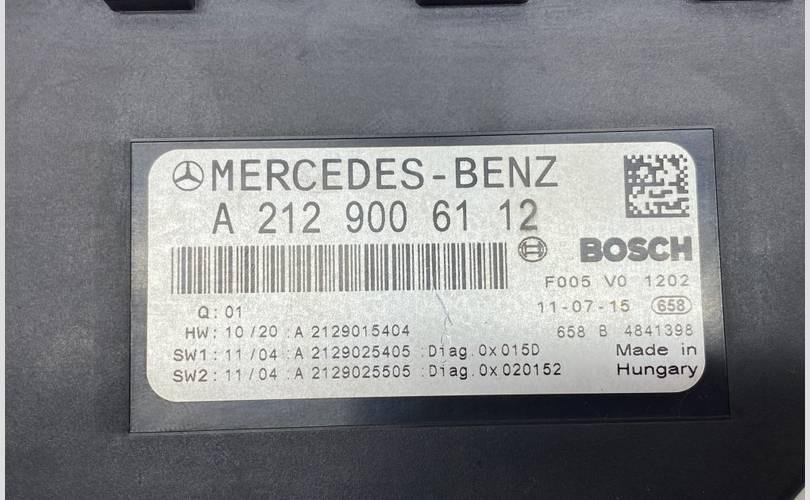 MERCEDES-BENZ
A 212 900 61 12
BOSCH
F005 V0 1202
Q: 01
11-07-15 658
HW: 10/20 :A 2129015404
658 B 4841398
SW1: 11/04 :A 2129025405 :Diag.0x015D
Made in
SW2: 11/04 :A 2129025505 :Diag.0x020152
Hungary